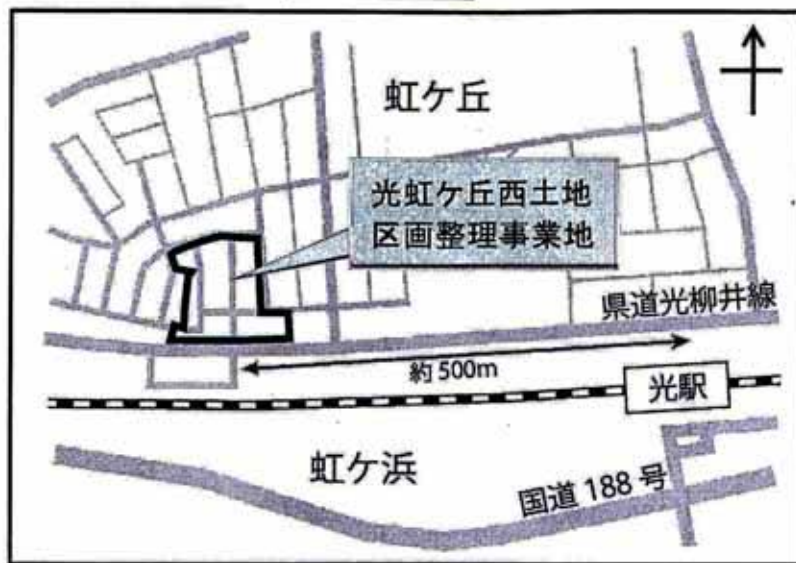 虹ケ丘
光虹ケ丘西土地
区画整理事業地
県道光柳井線
約500m
光駅
虹ケ浜
国道188号